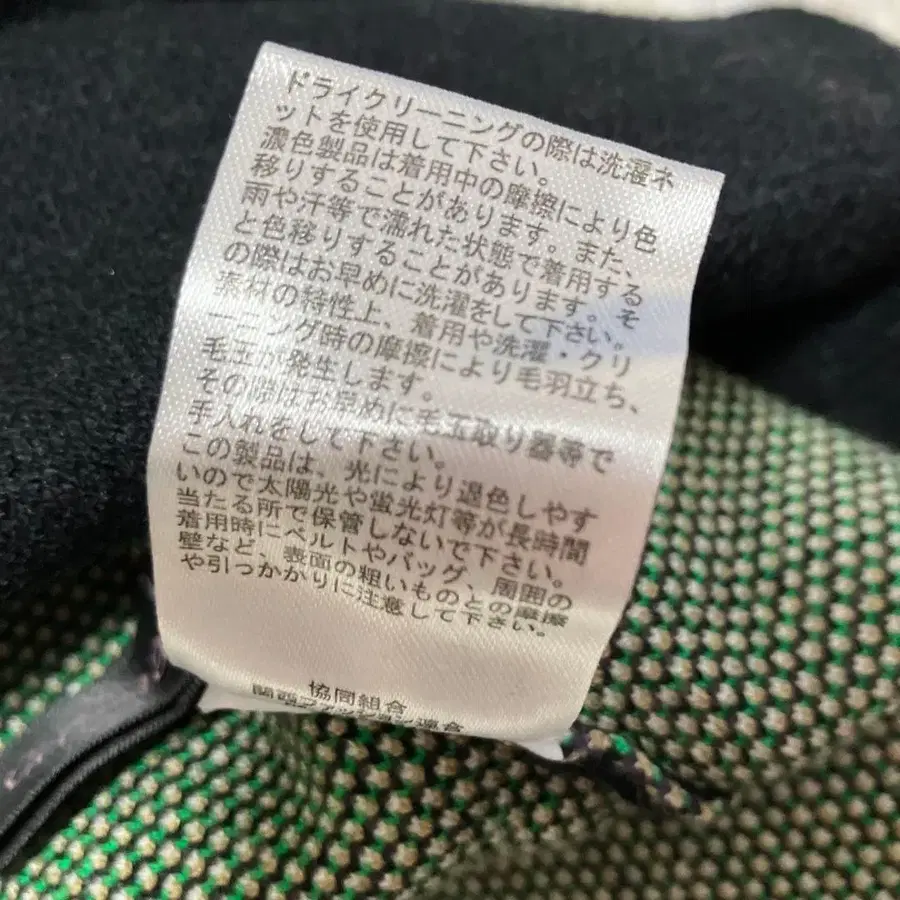 ドライクリーニングの際は洗濯ネ
ットを使用して下さい。
濃色製品は着用中の摩擦により色
移りすることがあります。また、
雨や汗等で濡れた状態で着用する
と色移りすることがあります。そ
の際はお早めに洗濯をして下さい。
素材の特性上、着用や洗濯・クリ
ーニング時の摩擦により毛羽立ち、
毛玉が発生します。
その際はお早めに毛玉取り器等で
手入れをして下さい。
この製品は、光により退色しやす
いので太陽光や蛍光灯等が長時間
当たる所で保管しないで下さい。
着用時にベルトやバッグ、周囲の
壁など、表面の粗いものとの摩擦
や引っかかりに注意して下さい。
協同組合
関西ファッション連合